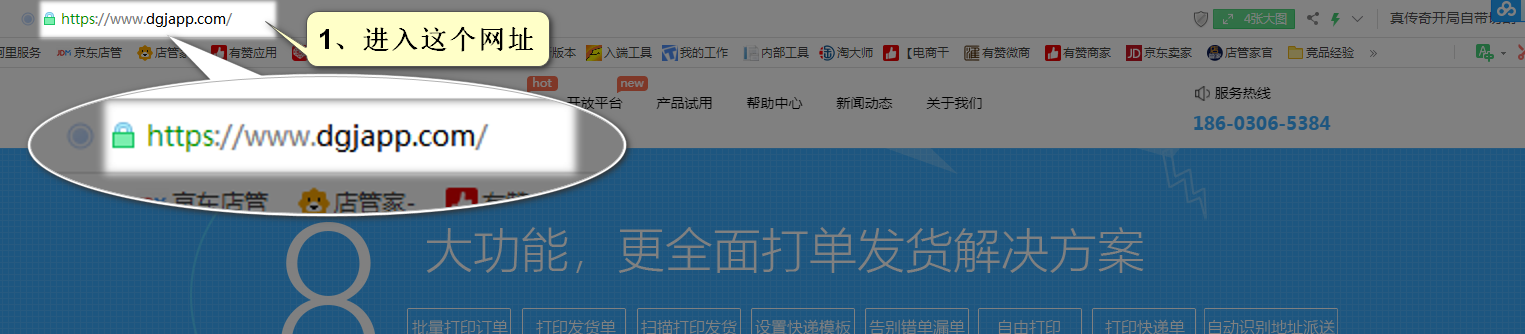 https://www.dgjapp.com/
4张大图
真传奇开局自带
1、进入这个网址
阿里服务
京东店管
店管
有赞应用
版本
入端工具
我的工作
内部工具
淘大师
【电商干
有赞微商
有赞商家
京东卖家
店管家官
竞品经验
»
hot
new
开放平台
产品试用
帮助中心
新闻动态
关于我们
服务热线
186-0306-5384
https://www.dgjapp.com/
京东店管
店管家-
有赞
8
大功能，更全面打单发货解决方案
批量打印订单
打印发货单
扫描打印发货
设置快递模板
告别错单漏单
自由打印
打印快递单
自动识别地址派送